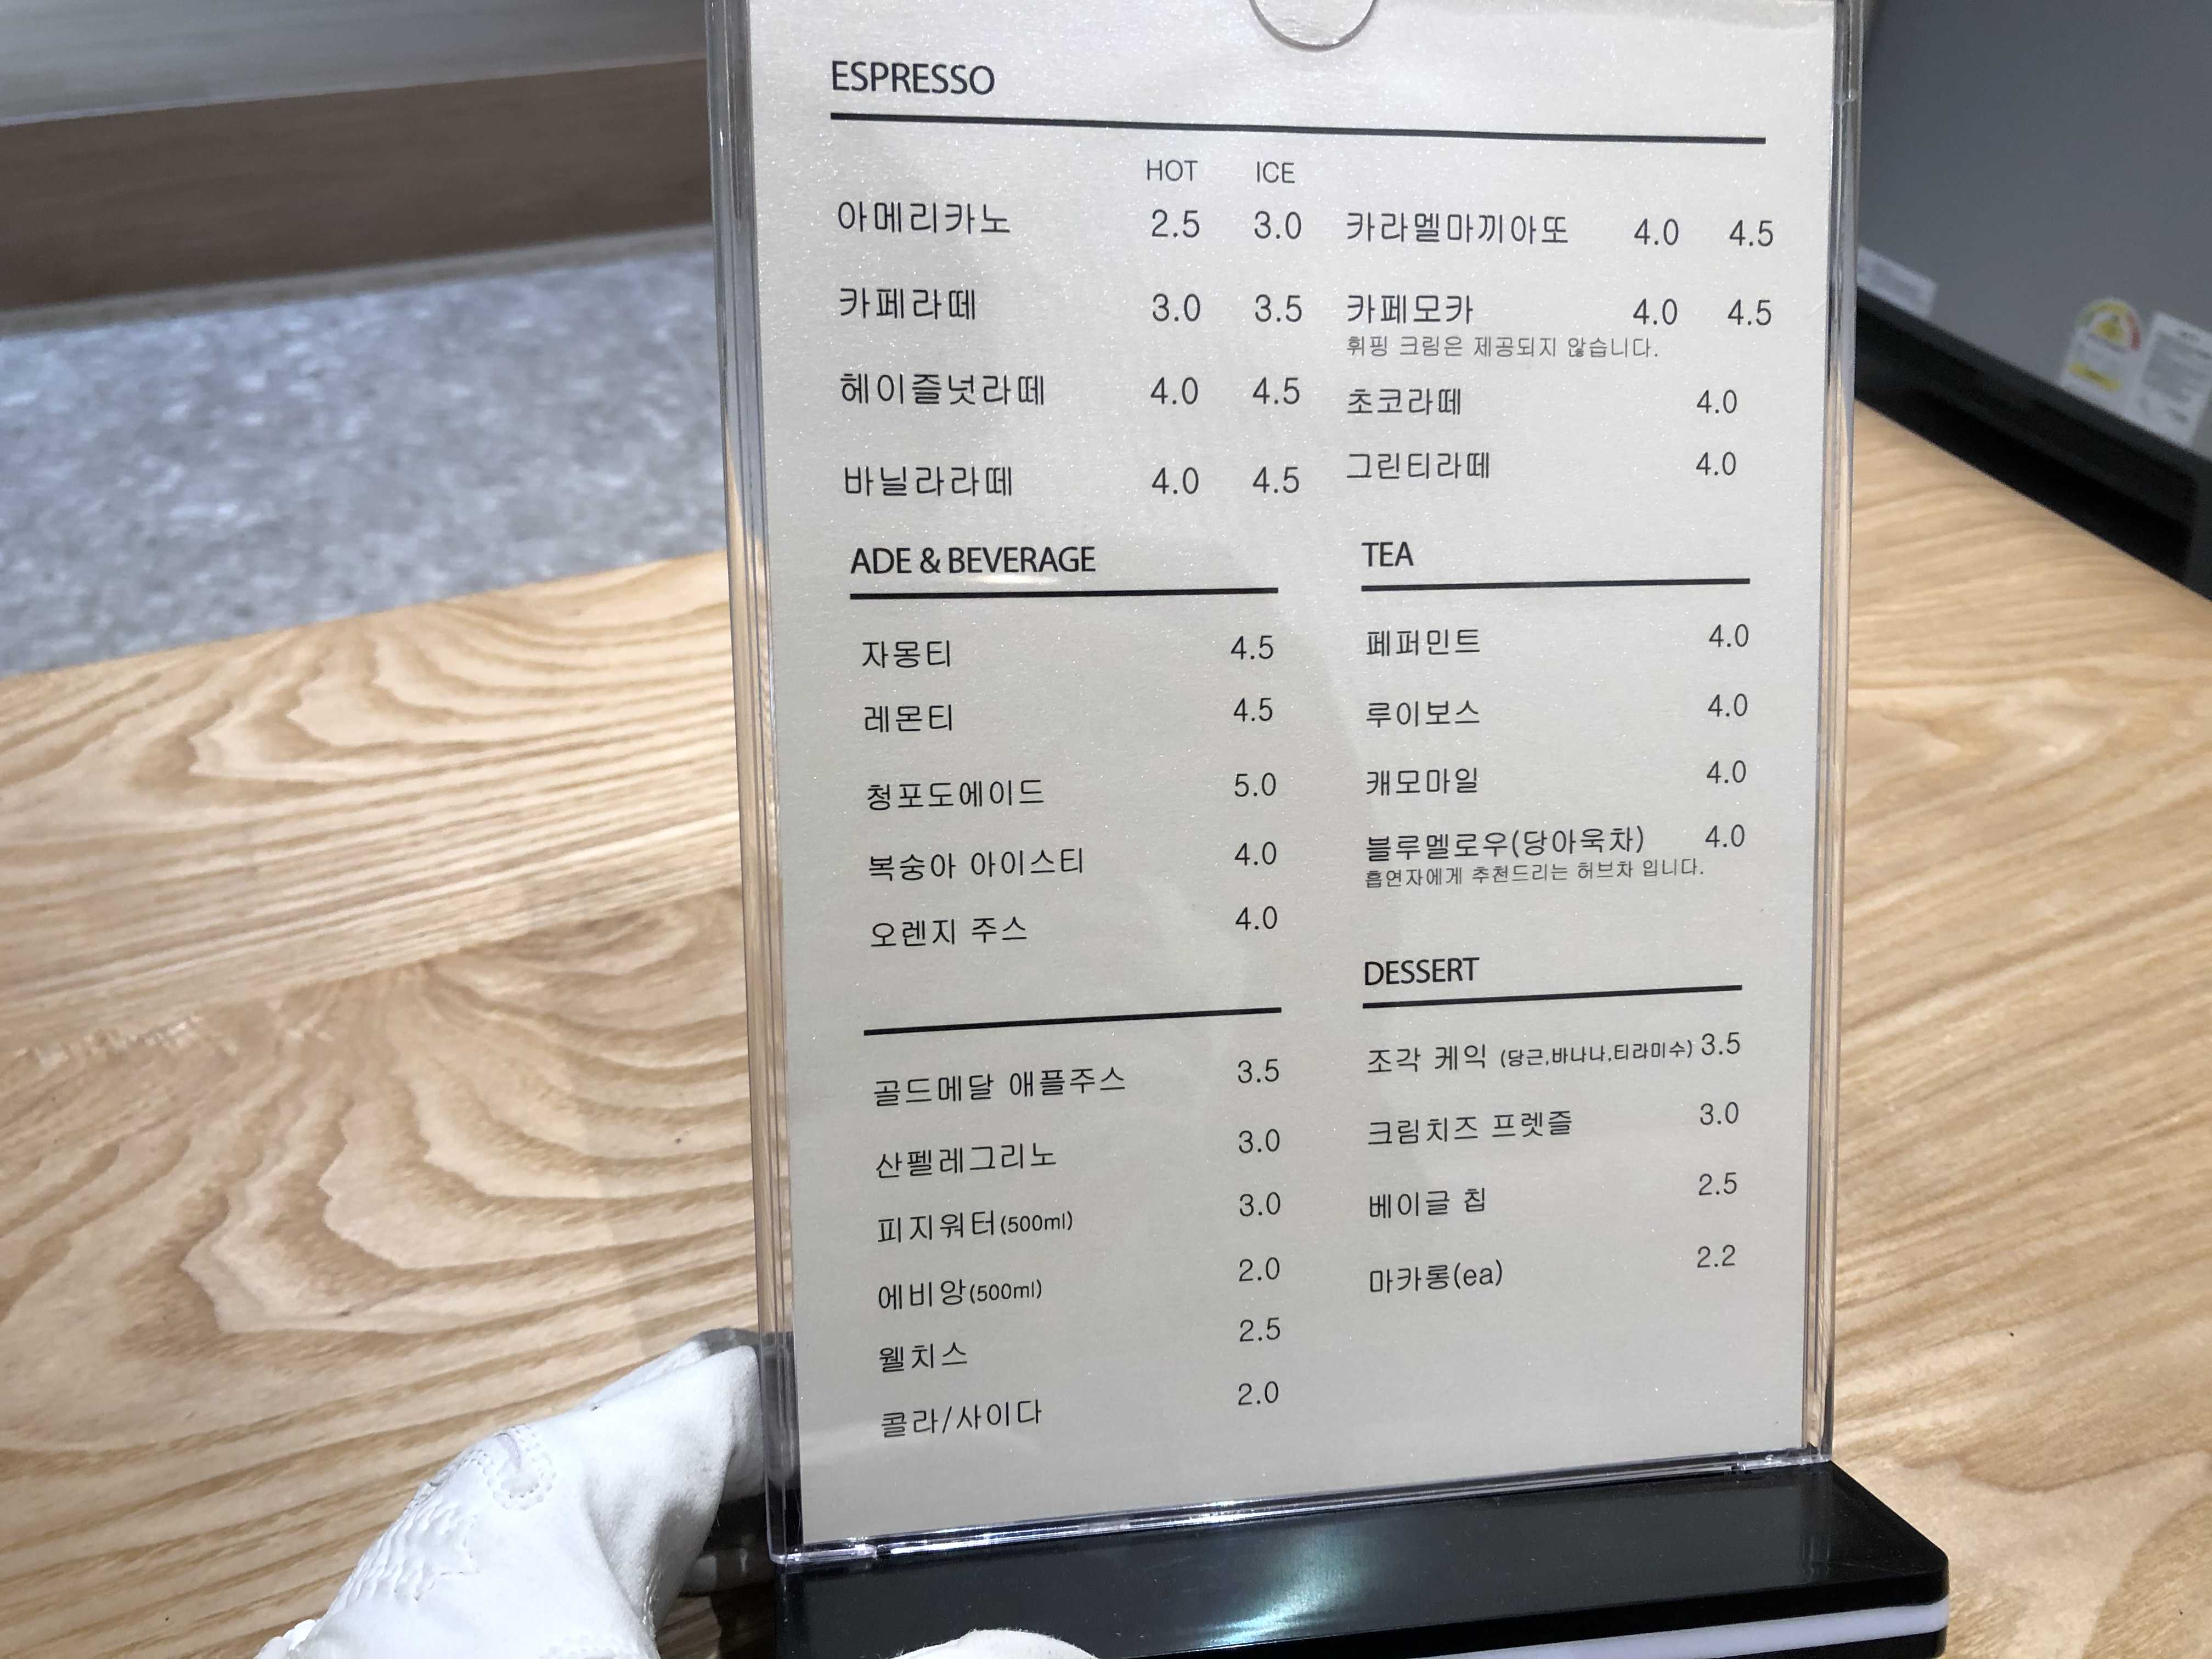 ESPRESSO
HOT ICE
아메리카노 2.5 3.0
카페라떼 3.0 3.5
헤이즐넛라떼 4.0 4.5
바닐라라떼 4.0 4.5
카라멜마끼아또 4.0 4.5
카페모카 4.0 4.5
휘핑 크림은 제공되지 않습니다.
초코라떼 4.0
그린티라떼 4.0
ADE & BEVERAGE
자몽티 4.5
레몬티 4.5
청포도에이드 5.0
복숭아 아이스티 4.0
오렌지 주스 4.0
골드메달 애플주스 3.5
산펠레그리노 3.0
피지워터(500ml) 3.0
에비앙(500ml) 2.0
웰치스 2.5
콜라/사이다 2.0
TEA
페퍼민트 4.0
루이보스 4.0
캐모마일 4.0
블루멜로우(당아욱차) 4.0
흡연자에게 추천드리는 허브차 입니다.
DESSERT
조각 케익 (당근,바나나,티라미수) 3.5
크림치즈 프렛즐 3.0
베이글 칩 2.5
마카롱(ea) 2.2